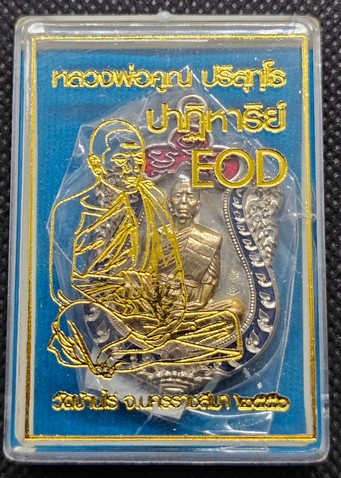 หลวงพ่อคูณ ปริสุทฺโธ
ปาฏิหาริย์
EOD
วัดบ้านไร่ จ.นครราชสีมา ๒๕๕๖